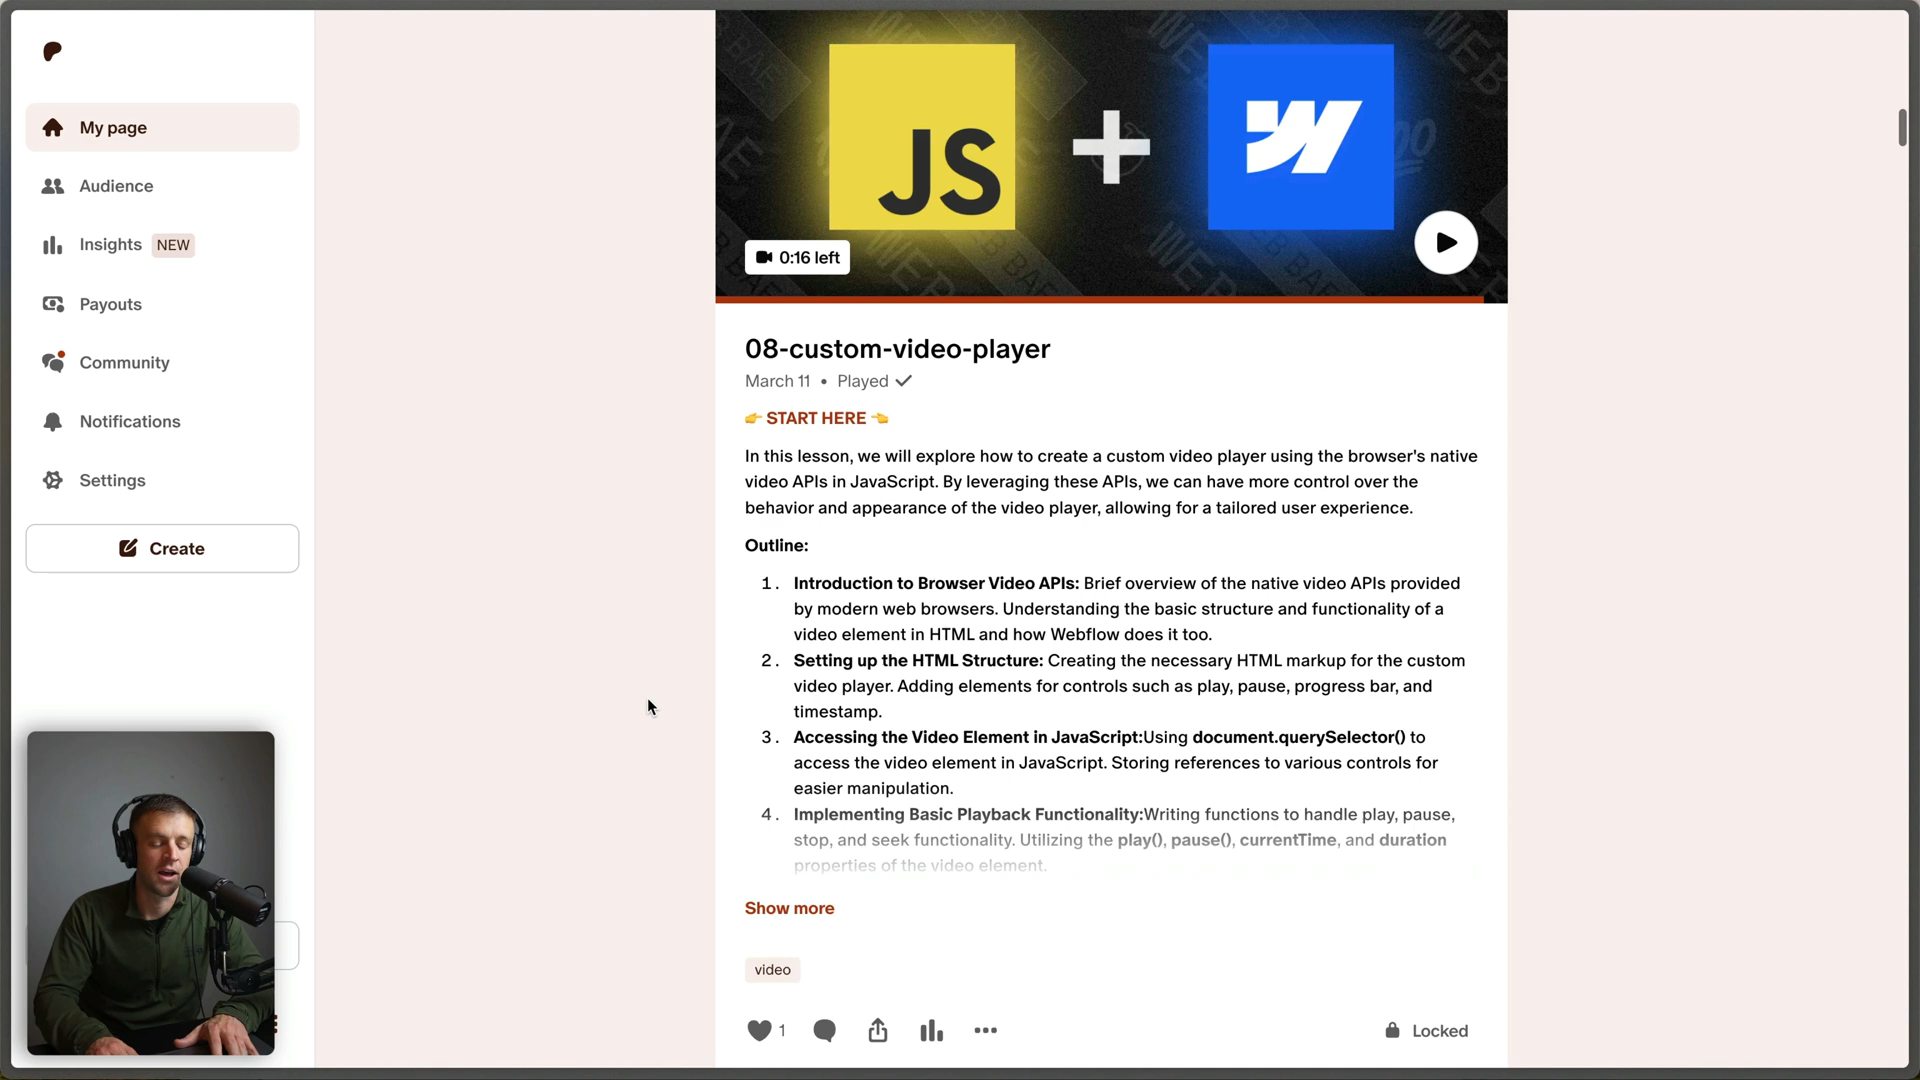 JS
0:16 left
My page
Audience
Insights NEW
Payouts
Community
Notifications
Settings
Create
08-custom-video-player
March 11 • Played ✓
👉 START HERE 👈
In this lesson, we will explore how to create a custom video player using the browser's native
video APIs in JavaScript. By leveraging these APIs, we can have more control over the
behavior and appearance of the video player, allowing for a tailored user experience.
Outline:
1. Introduction to Browser Video APIs: Brief overview of the native video APIs provided
by modern web browsers. Understanding the basic structure and functionality of a
video element in HTML and how Webflow does it too.
2. Setting up the HTML Structure: Creating the necessary HTML markup for the custom
video player. Adding elements for controls such as play, pause, progress bar, and
timestamp.
3. Accessing the Video Element in JavaScript:Using document.querySelector() to
access the video element in JavaScript. Storing references to various controls for
easier manipulation.
4. Implementing Basic Playback Functionality:Writing functions to handle play, pause,
stop, and seek functionality. Utilizing the play(), pause(), currentTime, and duration
properties of the video element.
Show more
video
1
Locked